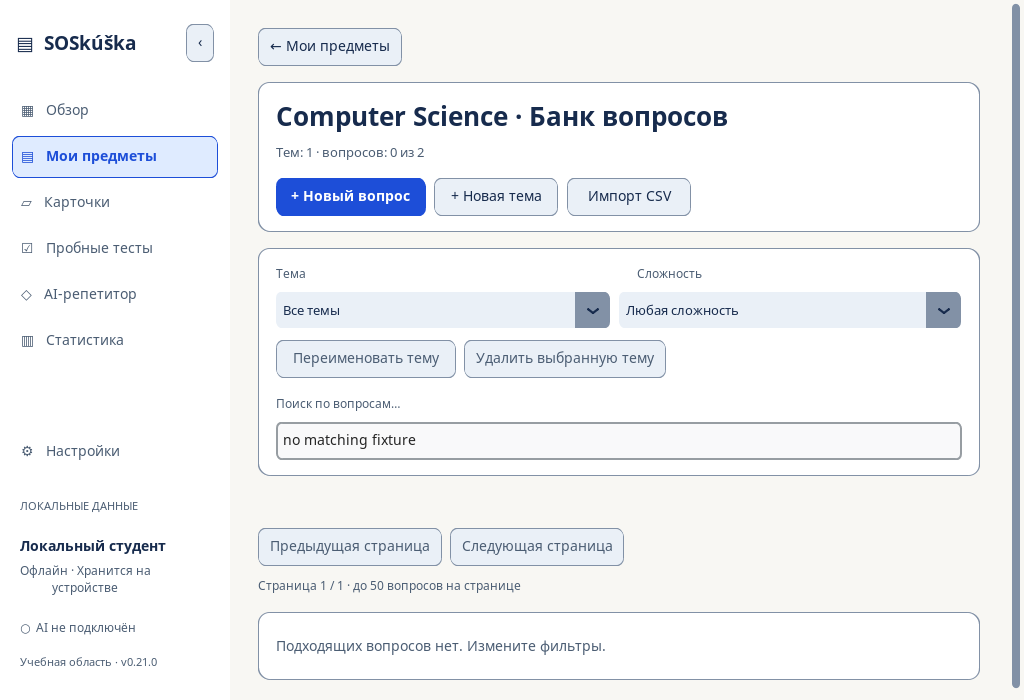 SOSkúška
‹
Обзор
Мои предметы
Карточки
Пробные тесты
AI-репетитор
Статистика
Настройки
ЛОКАЛЬНЫЕ ДАННЫЕ
Локальный студент
Офлайн · Хранится на
устройстве
AI не подключён
Учебная область · v0.21.0
← Мои предметы
Computer Science · Банк вопросов
Тем: 1 · вопросов: 0 из 2
+ Новый вопрос
+ Новая тема
Импорт CSV
Тема
Сложность
Все темы
Любая сложность
Переименовать тему
Удалить выбранную тему
Поиск по вопросам…
no matching fixture
Предыдущая страница
Следующая страница
Страница 1 / 1 · до 50 вопросов на странице
Подходящих вопросов нет. Измените фильтры.